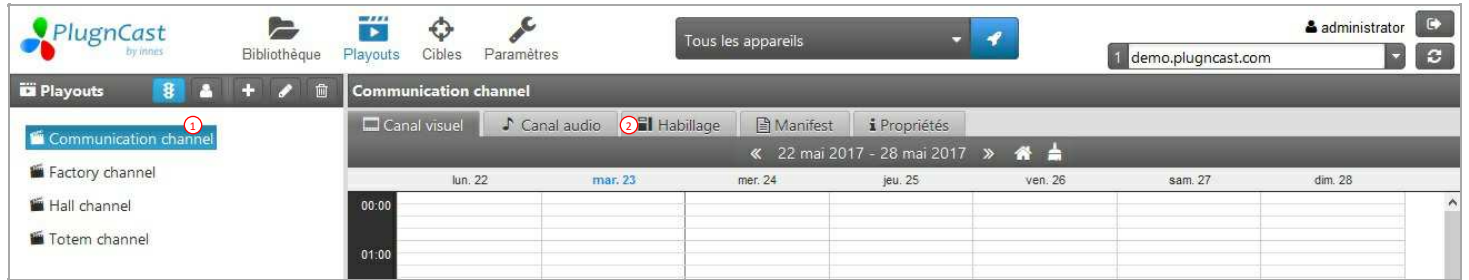 PlugnCast
by innes
Bibliothèque
Playouts
Cibles
Paramètres
Tous les appareils
administrator
1 demo.plugncast.com
Playouts
Communication channel
1
Communication channel
Factory channel
Hall channel
Totem channel
Canal visuel
Canal audio
2
Habillage
Manifest
Propriétés
« 22 mai 2017 - 28 mai 2017 »
lun. 22 mar. 23 mer. 24 jeu. 25 ven. 26 sam. 27 dim. 28
00:00
01:00